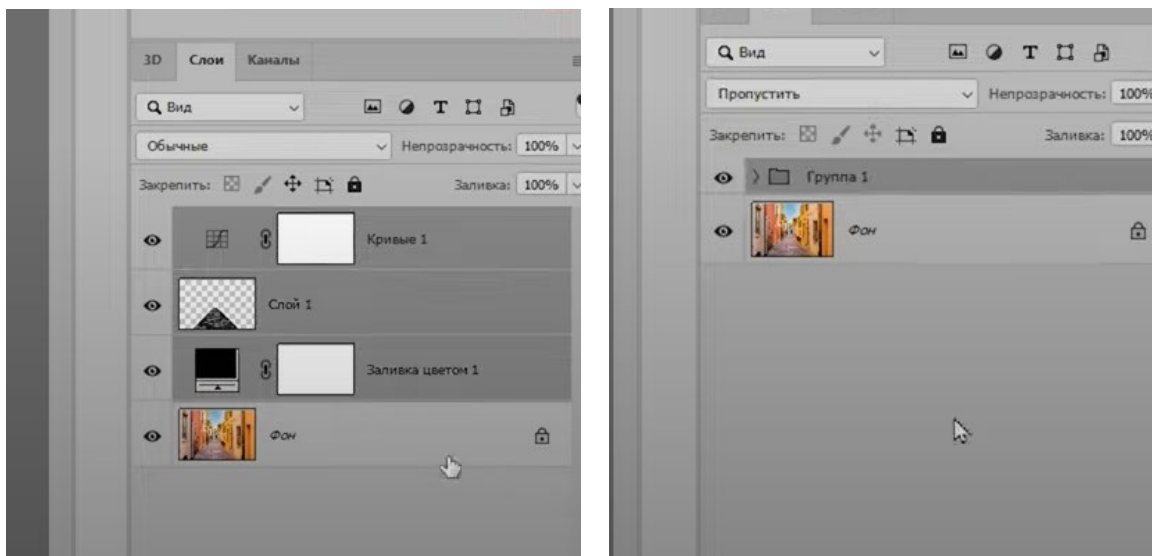 3D Слои Каналы
Вид
Обычные Непрозрачность: 100%
Закрепить: Заливка: 100%
Кривые 1
Слой 1
Заливка цветом 1
Фон
Вид
Пропустить Непрозрачность: 100%
Закрепить: Заливка: 100%
Группа 1
Фон